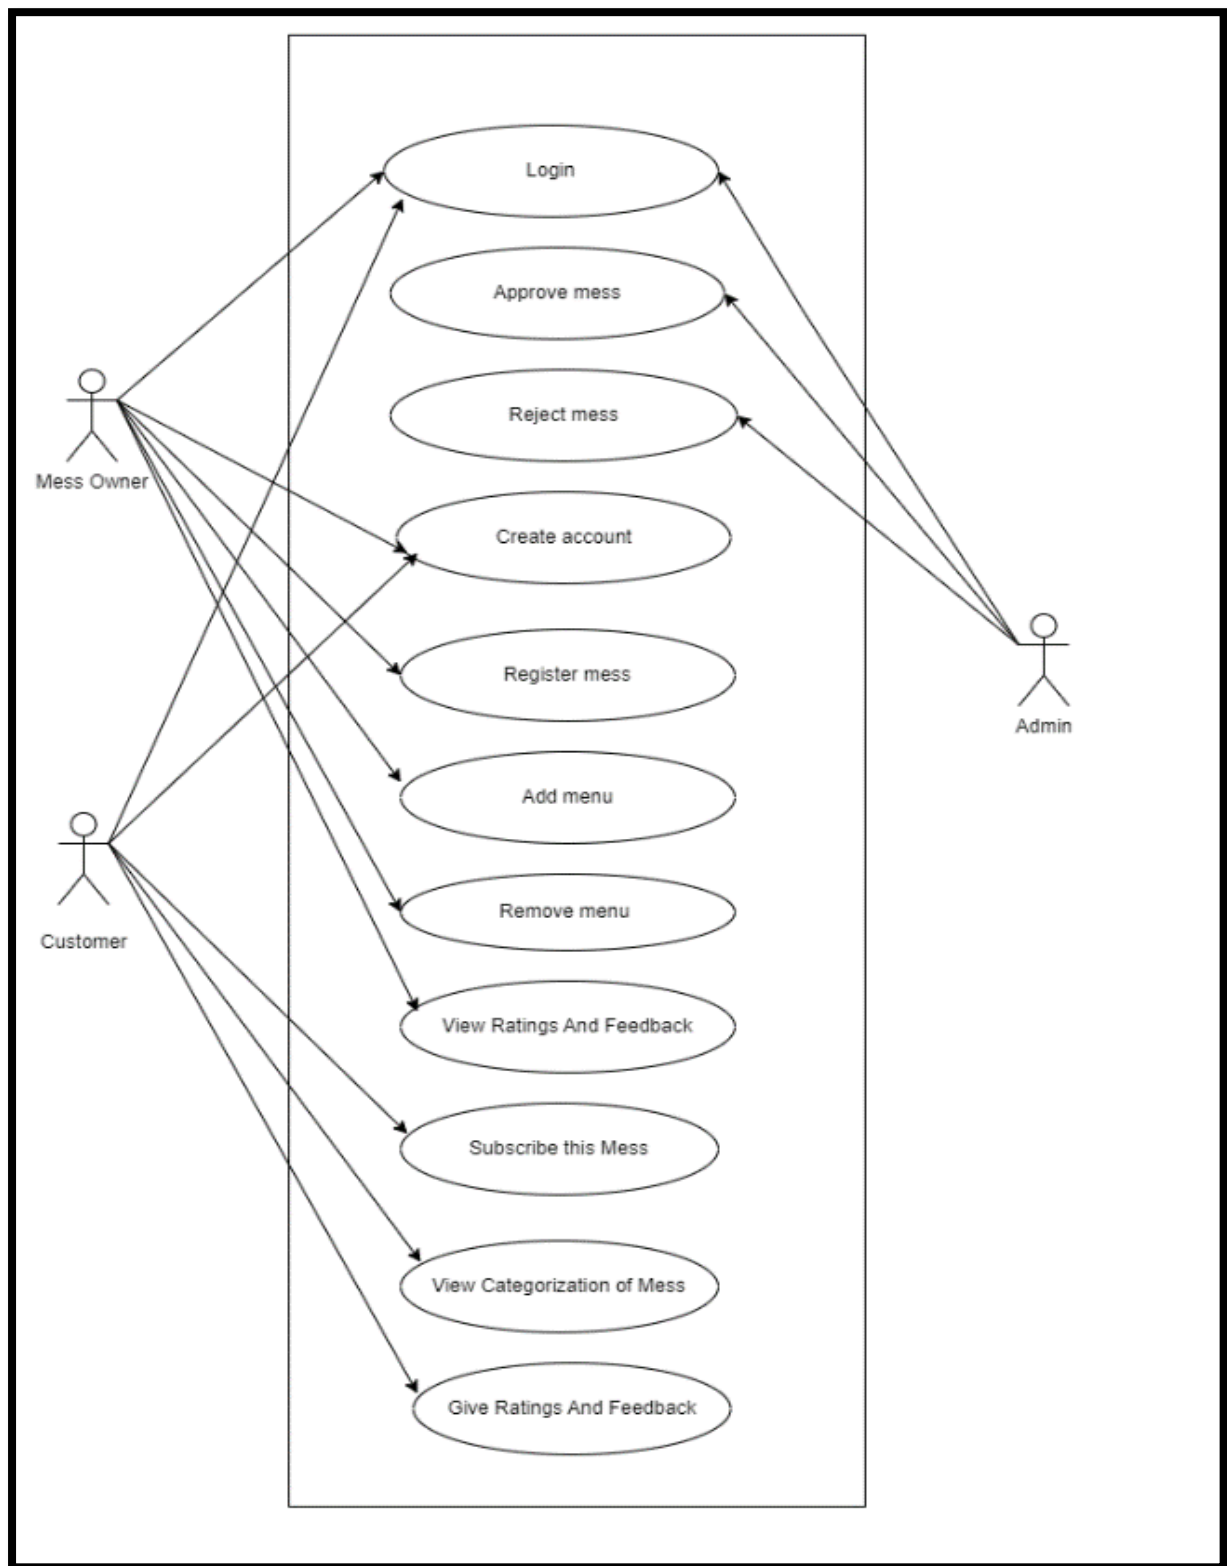 Login
Approve mess
Reject mess
Mess Owner
Create account
Register mess
Admin
Add menu
Remove menu
Customer
View Ratings And Feedback
Subscribe this Mess
View Categorization of Mess
Give Ratings And Feedback